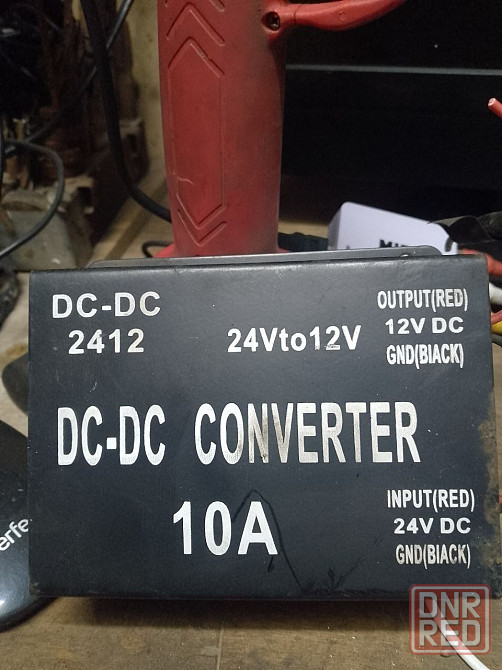 DC-DC
2412
24Vto12V
OUTPUT(RED)
12V DC
GND(BIACK)
DC-DC CONVERTER
10A
INPUT(RED)
24V DC
GND(BIACK)
erfe
DNR
RED